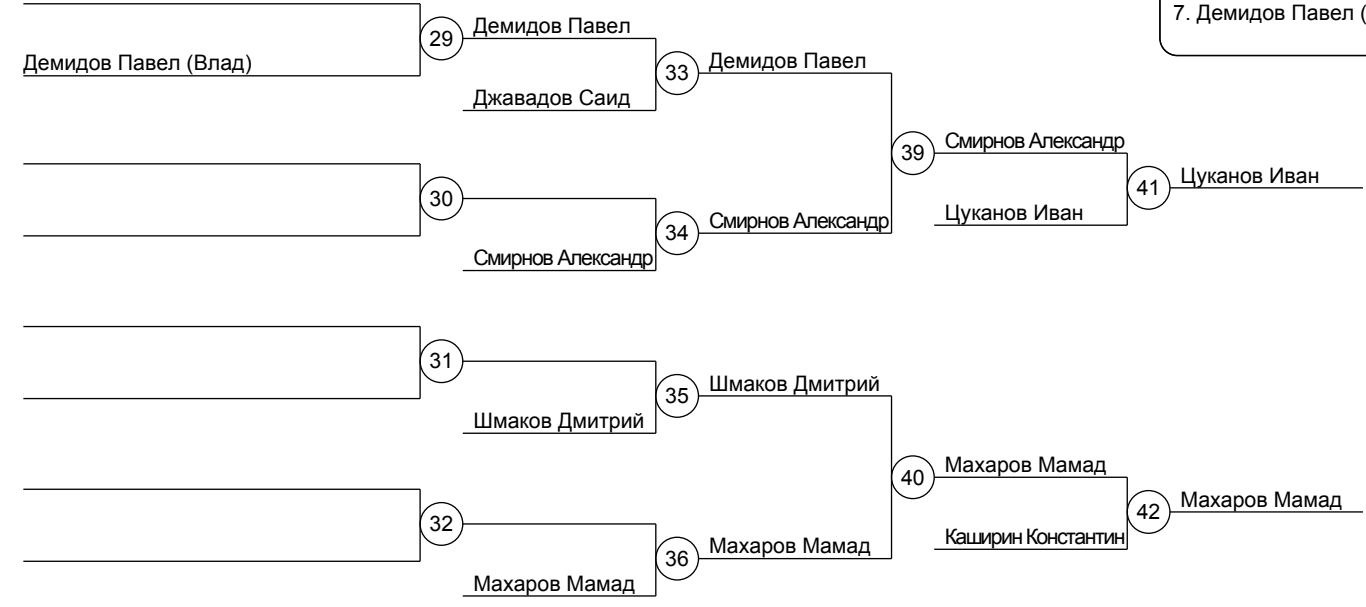 7. Демидов Павел (
29
Демидов Павел
Демидов Павел (Влад)
33
Демидов Павел
Джавадов Саид
39
Смирнов Александр
41
Цуканов Иван
30
Цуканов Иван
34
Смирнов Александр
Смирнов Александр
31
35
Шмаков Дмитрий
Шмаков Дмитрий
40
Махаров Мамад
42
Махаров Мамад
32
Каширин Константин
36
Махаров Мамад
Махаров Мамад